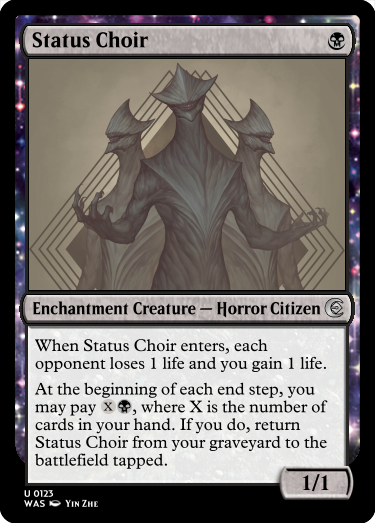 Status Choir
Enchantment Creature — Horror Citizen
When Status Choir enters, each
opponent loses 1 life and you gain 1 life.
At the beginning of each end step, you
may pay X, where X is the number of
cards in your hand. If you do, return
Status Choir from your graveyard to the
battlefield tapped.
1/1
U 0123
WAS Yin Zhe